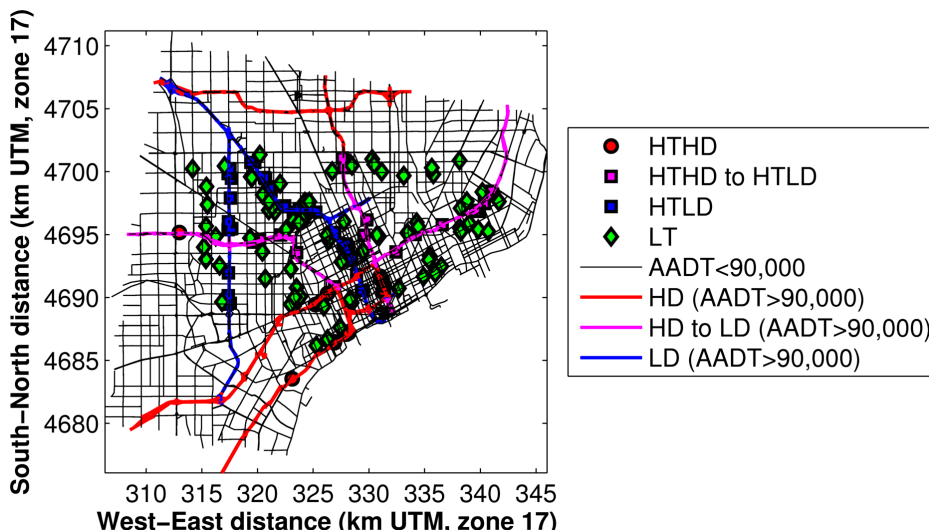 South−North distance (km UTM, zone 17)
4710
4705
4700
4695
4690
4685
4680
310 315 320 325 330 335 340 345
West−East distance (km UTM, zone 17)
HTHD
HTHD to HTLD
HTLD
LT
AADT<90,000
HD (AADT>90,000)
HD to LD (AADT>90,000)
LD (AADT>90,000)